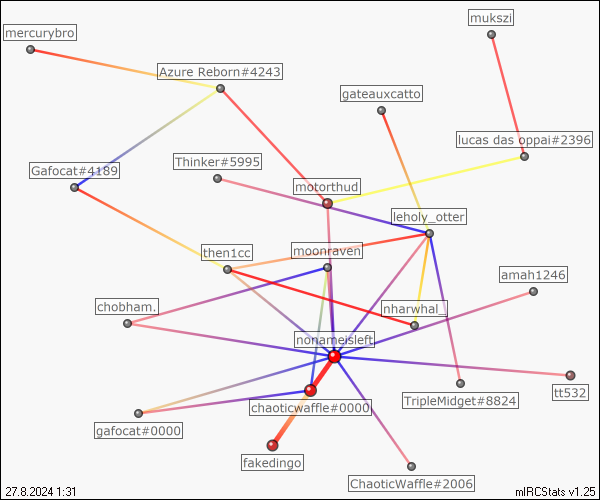 mercurybro
mukszi
Azure Reborn#4243
gateauxcatto
lucas das oppai#2396
Thinker#5995
Gafocat#4189
motorthud
leholy_otter
then1cc
moonraven
amah1246
chobham.
nharwhal_
nonameisleft
tt532
TripleMidget#8824
chaoticwaffle#0000
gafocat#0000
fakedingo
ChaoticWaffle#2006
27.8.2024 1:31
mIRCStats v1.25